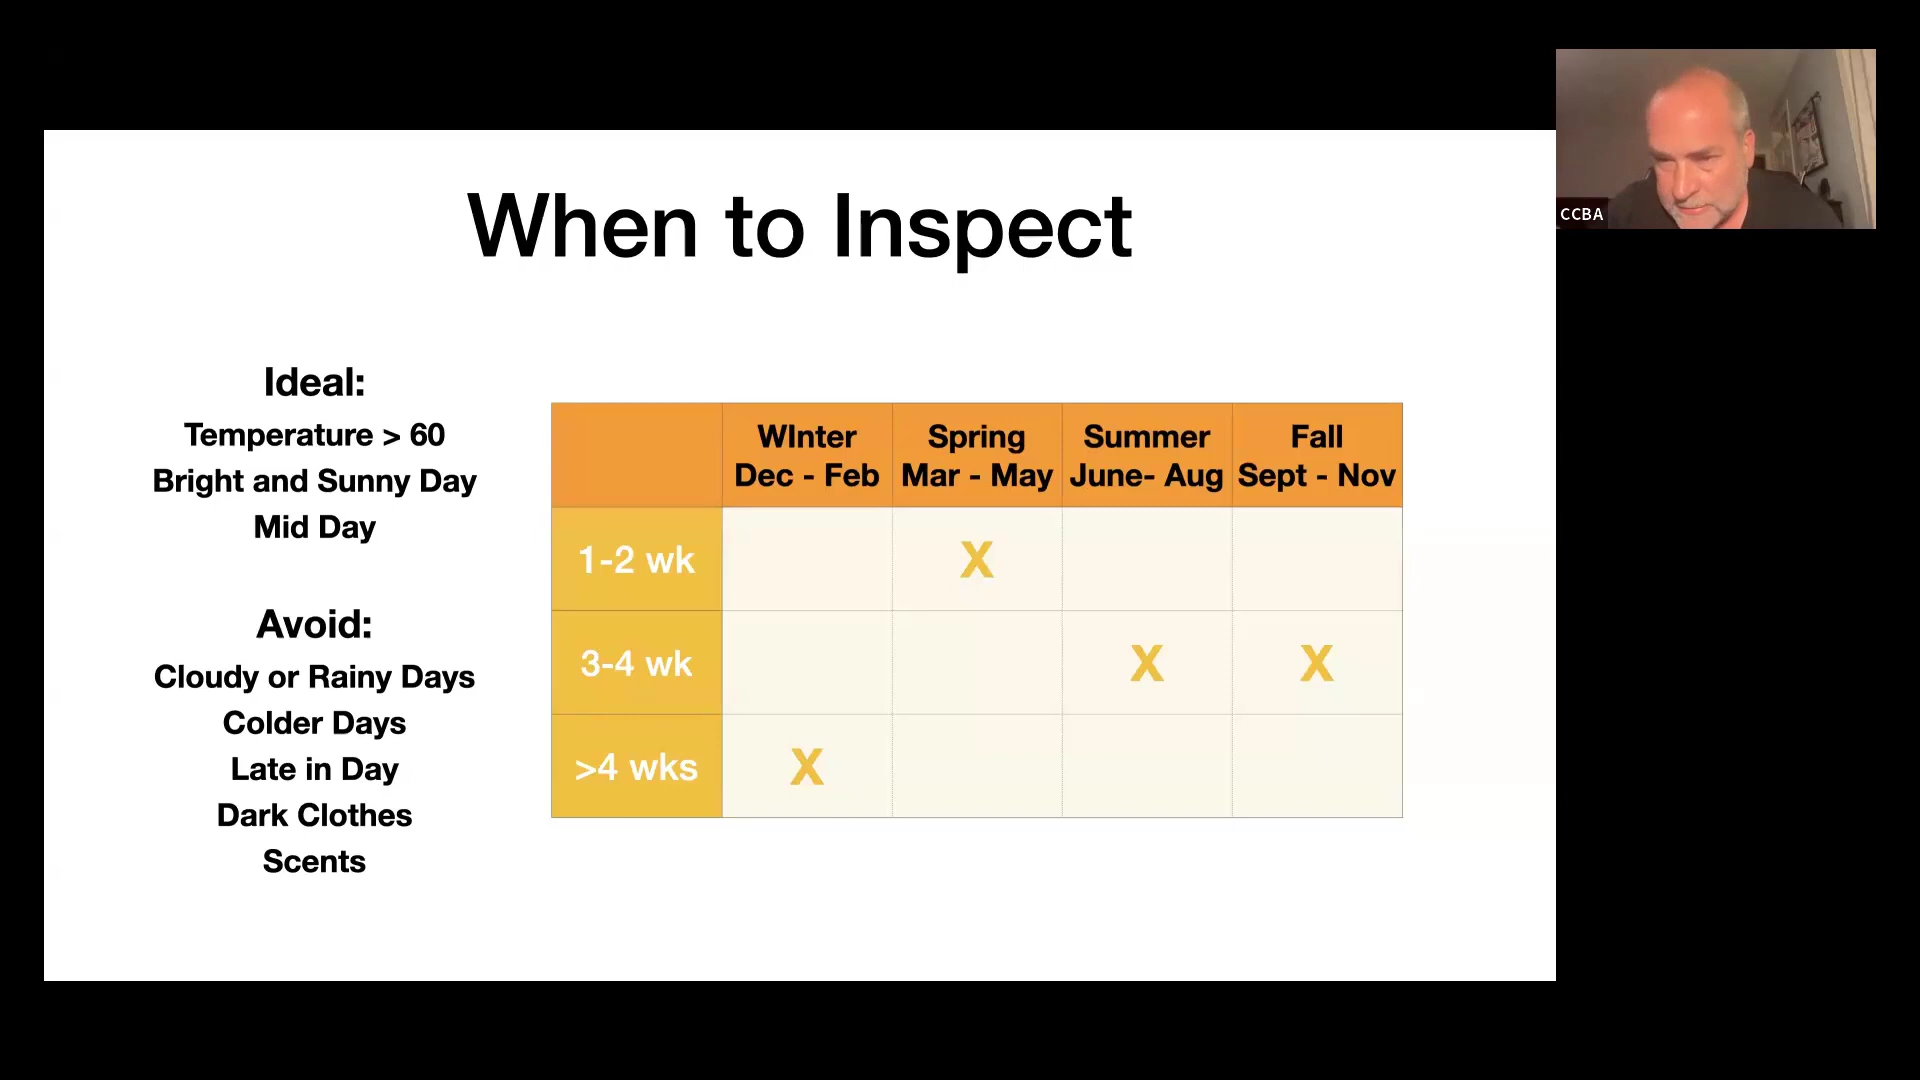 When to Inspect
Ideal:
Temperature > 60
Bright and Sunny Day
Mid Day
Avoid:
Cloudy or Rainy Days
Colder Days
Late in Day
Dark Clothes
Scents
WInter Spring Summer Fall
Dec - Feb Mar - May June- Aug Sept - Nov
1-2 wk X
3-4 wk X X
>4 wks X
CCBA